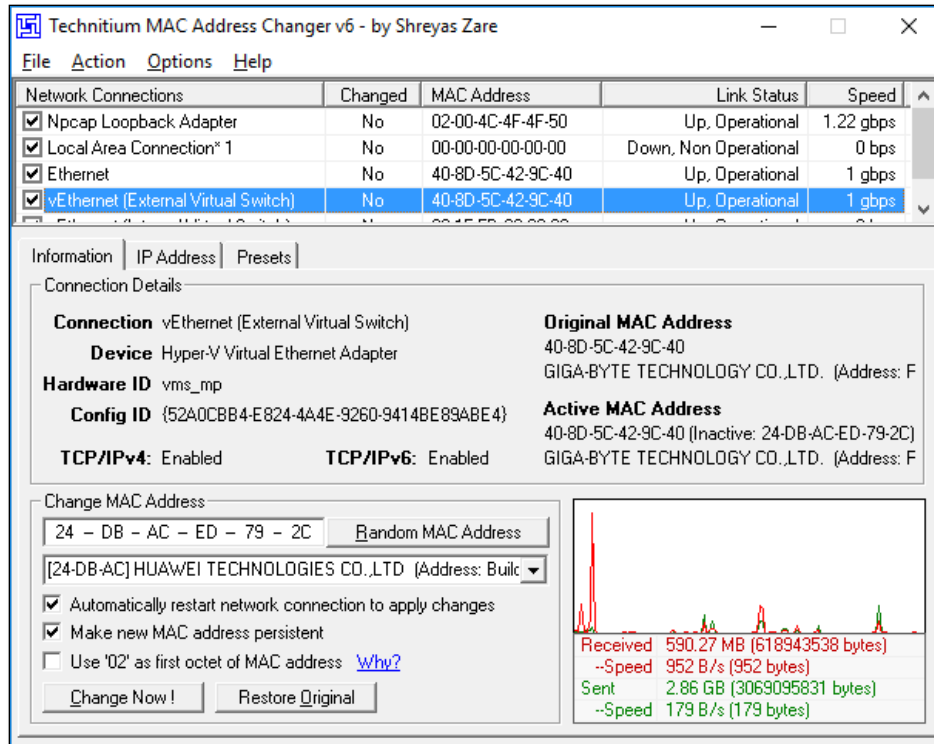 Technitium MAC Address Changer v6 - by Shreyas Zare
File Action Options Help
Network Connections Changed MAC Address Link Status Speed
Npcap Loopback Adapter No 02-00-4C-4F-4F-50 Up, Operational 1.22 gbps
Local Area Connection* 1 No 00-00-00-00-00-00 Down, Non Operational 0 bps
Ethernet No 40-8D-5C-42-9C-40 Up, Operational 1 gbps
vEthernet (External Virtual Switch) No 40-8D-5C-42-9C-40 Up, Operational 1 gbps
Information IP Address Presets
Connection Details
Connection vEthernet (External Virtual Switch)
Device Hyper-V Virtual Ethernet Adapter
Hardware ID vms_mp
Config ID {52A0CBB4-E824-4A4E-9260-9414BE89ABE4}
TCP/IPv4: Enabled TCP/IPv6: Enabled
Original MAC Address
40-8D-5C-42-9C-40
GIGA-BYTE TECHNOLOGY CO.,LTD. (Address: F
Active MAC Address
40-8D-5C-42-9C-40 (Inactive: 24-DB-AC-ED-79-2C)
GIGA-BYTE TECHNOLOGY CO.,LTD. (Address: F
Change MAC Address
24 - DB - AC - ED - 79 - 2C Random MAC Address
[24-DB-AC] HUAWEI TECHNOLOGIES CO.,LTD (Address: Builc
Automatically restart network connection to apply changes
Make new MAC address persistent
Use '02' as first octet of MAC address Why?
Change Now ! Restore Original
Received 590.27 MB (618943538 bytes)
--Speed 952 B/s (952 bytes)
Sent 2.86 GB (3069095831 bytes)
--Speed 179 B/s (179 bytes)